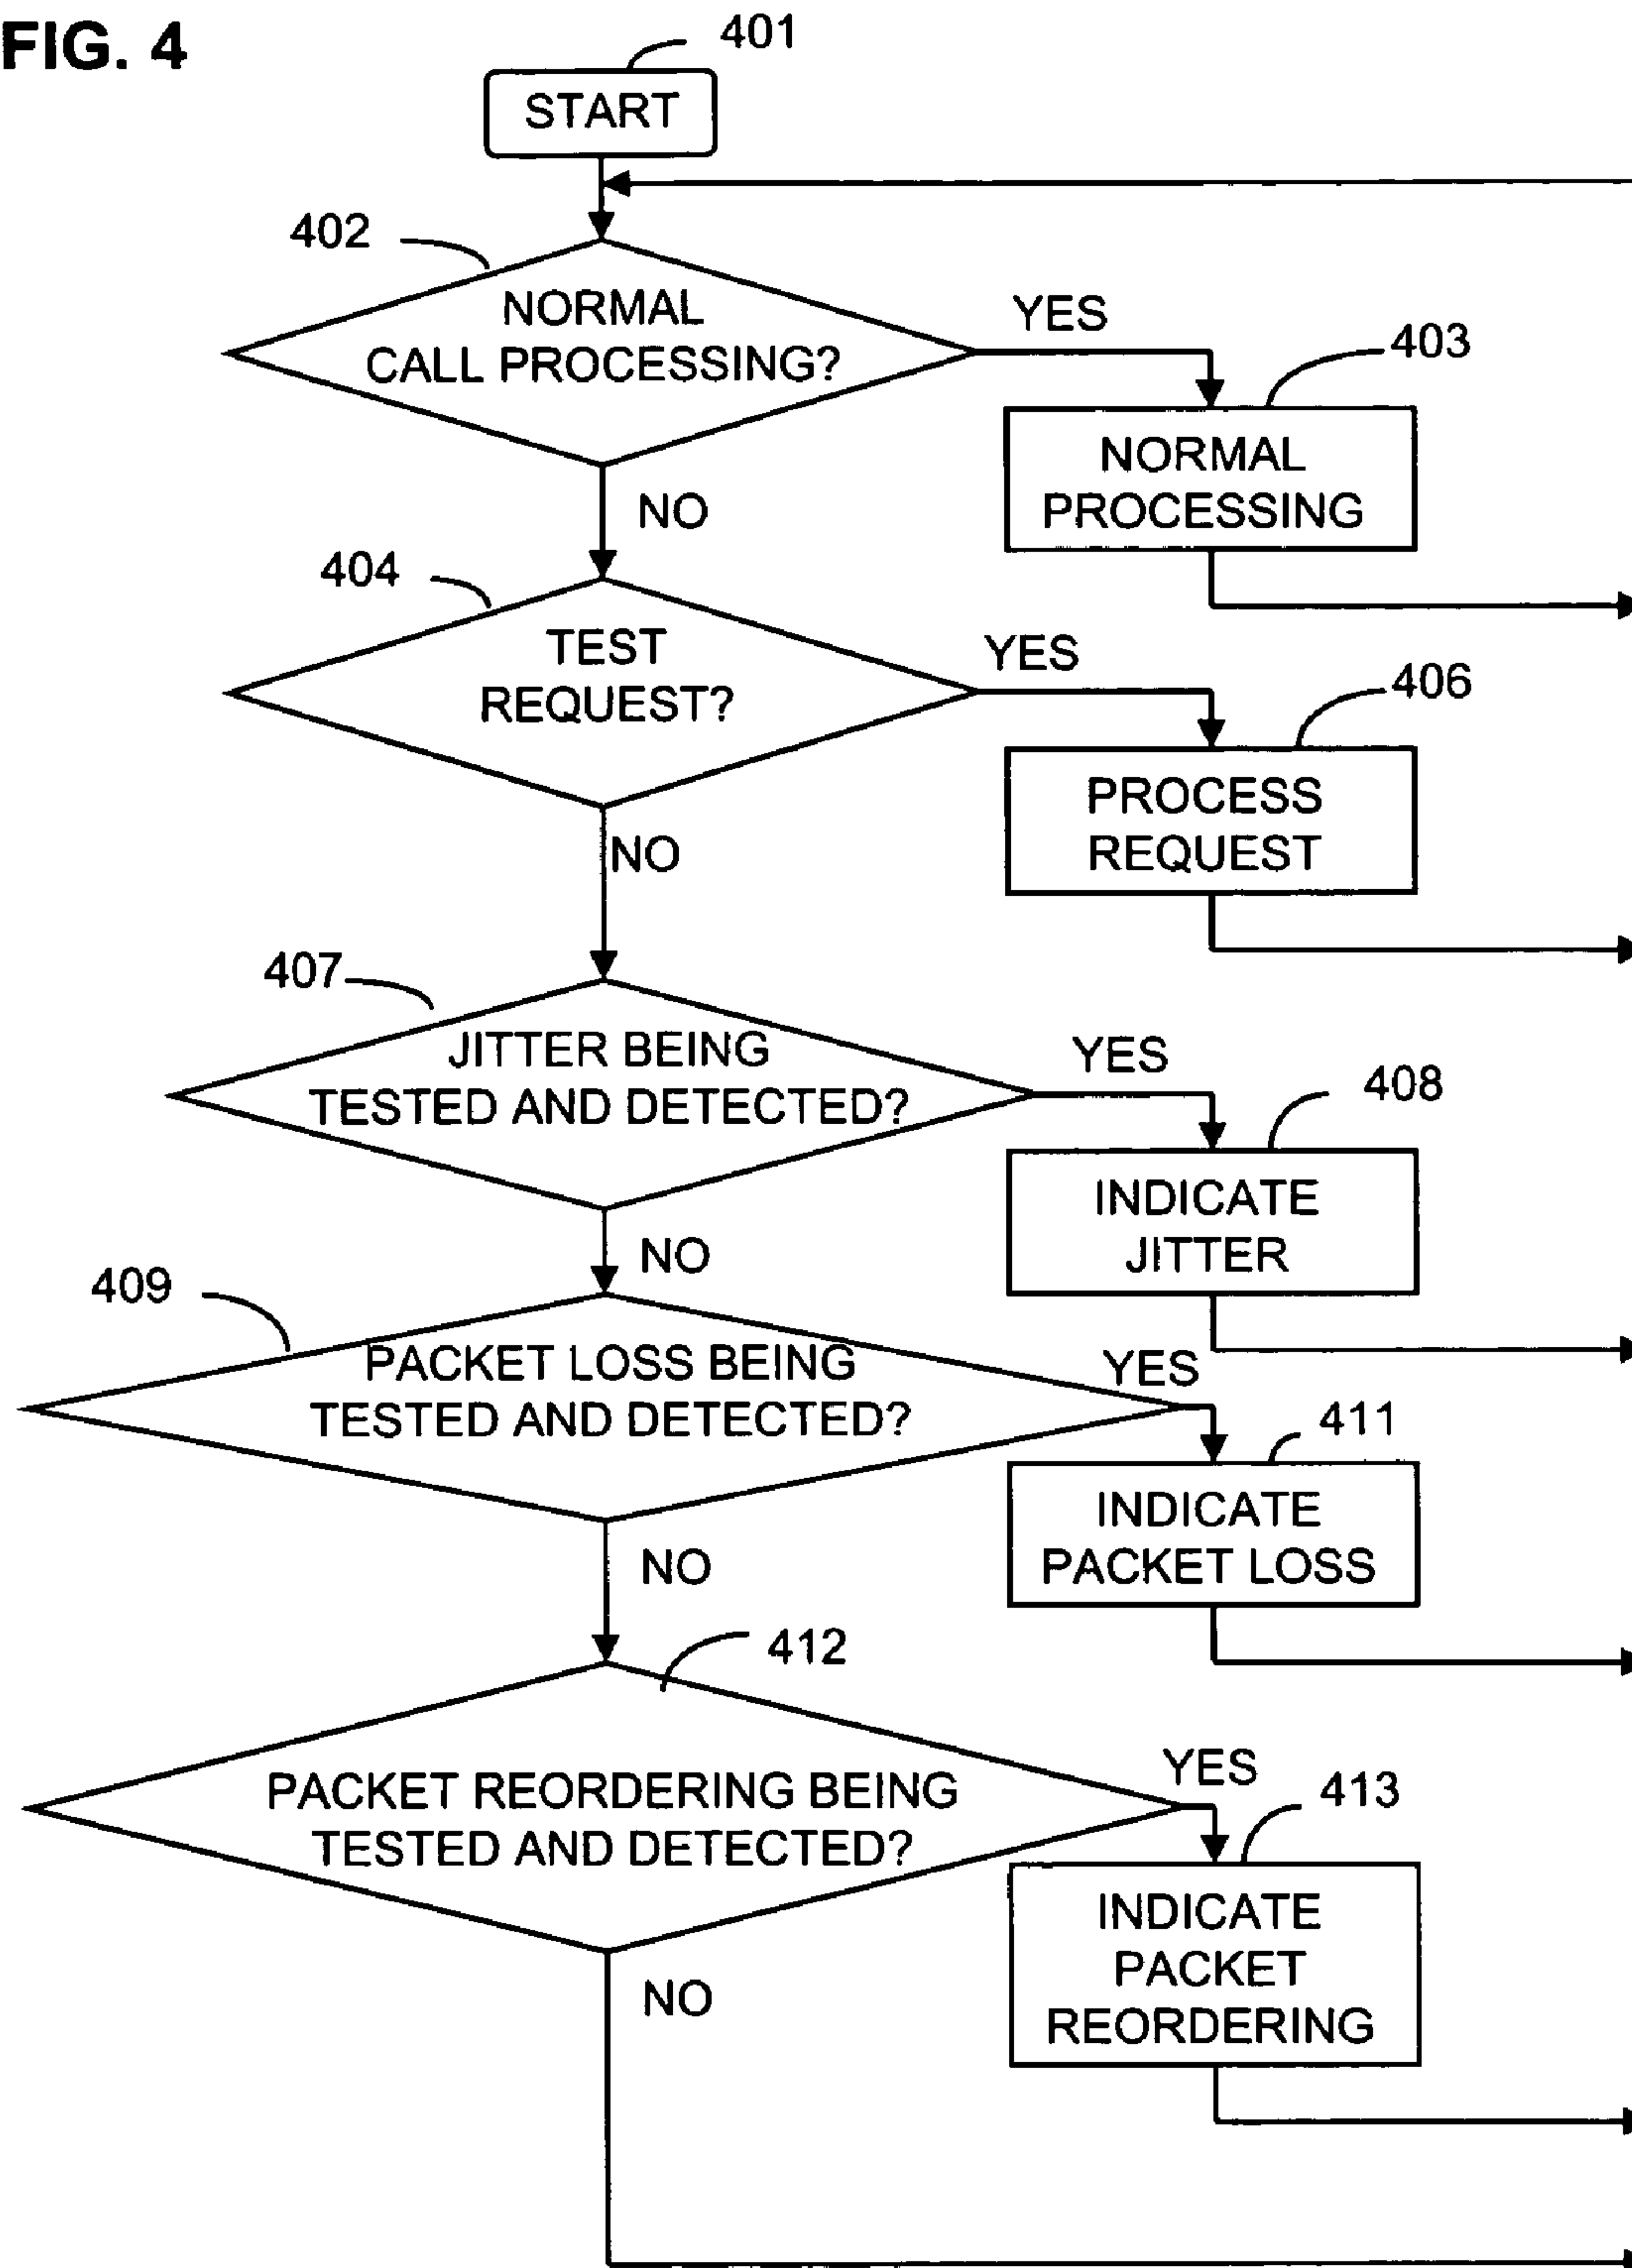 FIG. 4
401
START
402
NORMAL
CALL PROCESSING?
YES
403
NORMAL
PROCESSING
NO
404
TEST
REQUEST?
YES
406
PROCESS
REQUEST
NO
407
JITTER BEING
TESTED AND DETECTED?
YES
408
INDICATE
JITTER
NO
409
PACKET LOSS BEING
TESTED AND DETECTED?
YES
411
INDICATE
PACKET LOSS
NO
412
PACKET REORDERING BEING
TESTED AND DETECTED?
YES
413
INDICATE
PACKET
REORDERING
NO